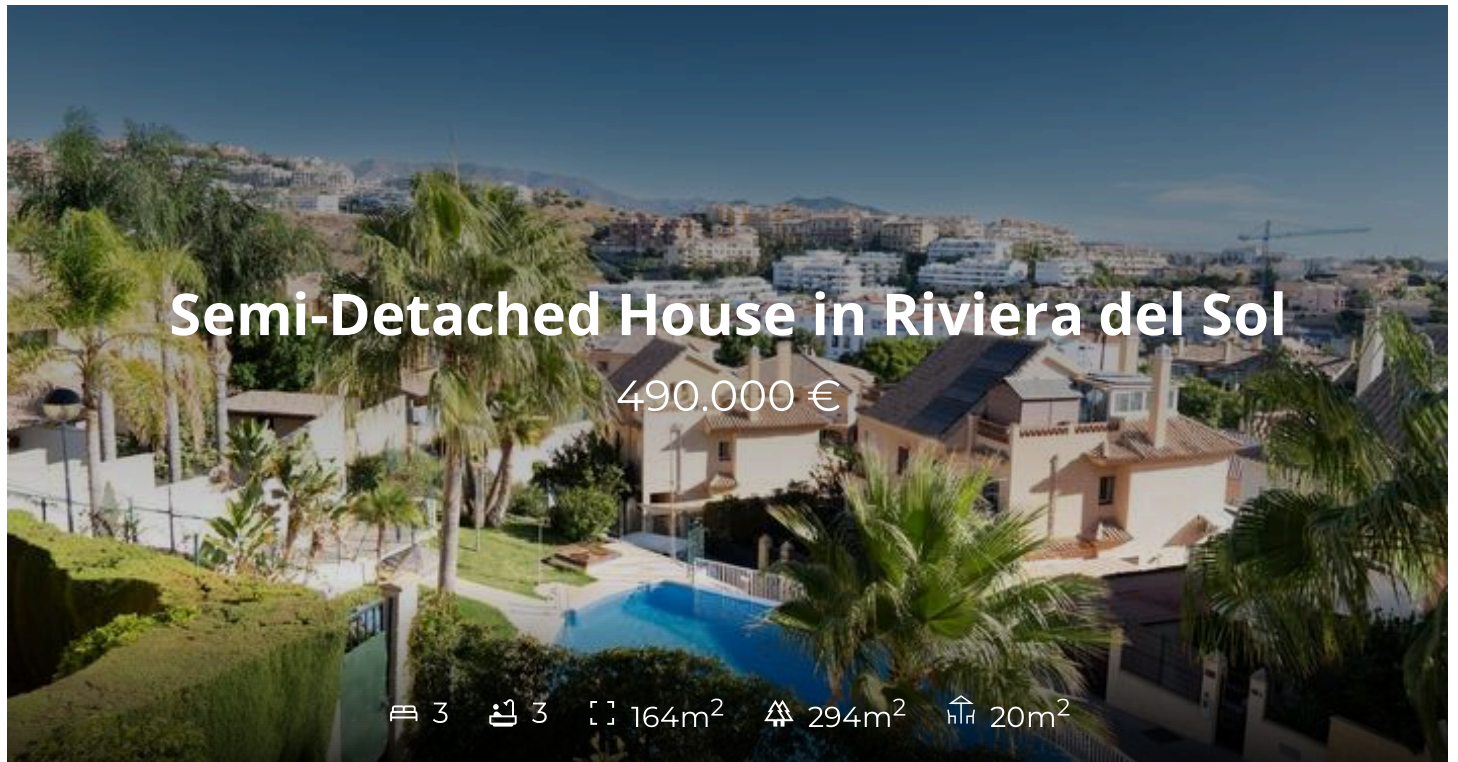 Semi-Detached House in Riviera del Sol
490.000 €
3 3 164m² 294m² 20m²